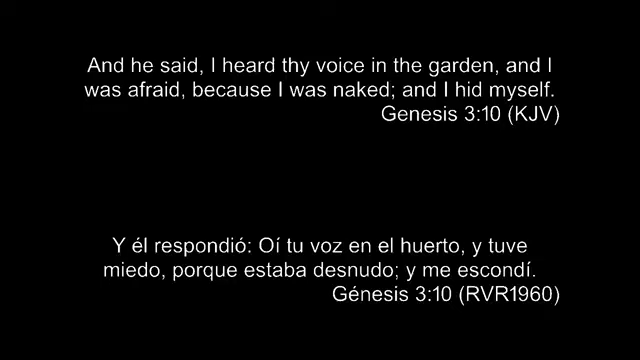 And he said, I heard thy voice in the garden, and I
was afraid, because I was naked; and I hid myself.
Genesis 3:10 (KJV)
Y él respondió: Oí tu voz en el huerto, y tuve
miedo, porque estaba desnudo; y me escondí.
Génesis 3:10 (RVR1960)